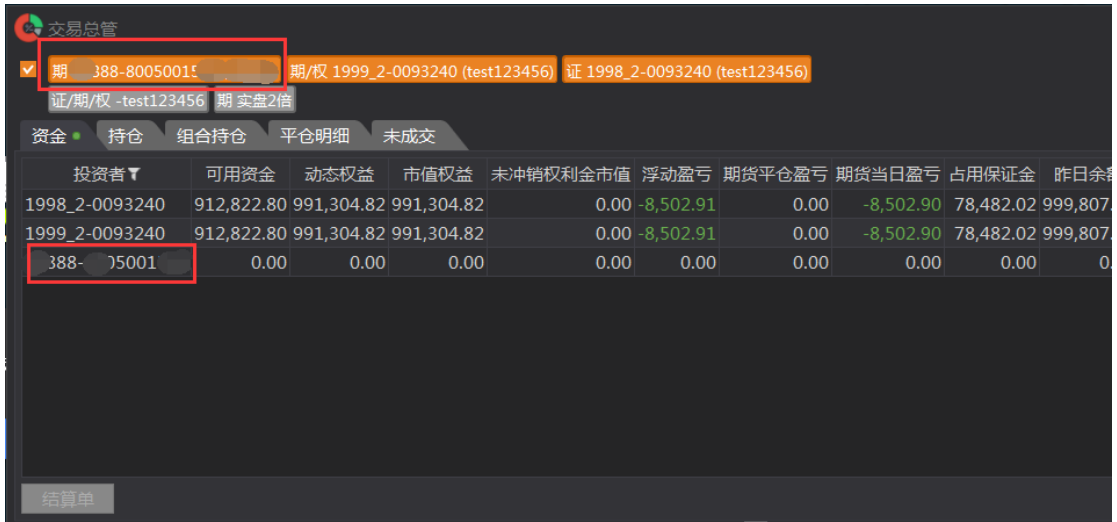 交易总管
期 388-8005001 期/权 1999_2-0093240 (test123456) 证 1998_2-0093240 (test123456)
证/期/权 -test123456 期 实盘2倍
资金 持仓 组合持仓 平仓明细 未成交
投资者 可用资金 动态权益 市值权益 未冲销权利金市值 浮动盈亏 期货平仓盈亏 期货当日盈亏 占用保证金 昨日余额
1998_2-0093240 912,822.80 991,304.82 991,304.82 0.00 -8,502.91 0.00 -8,502.90 78,482.02 999,807.
1999_2-0093240 912,822.80 991,304.82 991,304.82 0.00 -8,502.91 0.00 -8,502.90 78,482.02 999,807.
388- 05001 0.00 0.00 0.00 0.00 0.00 0.00 0.00 0.00 0.
结算单